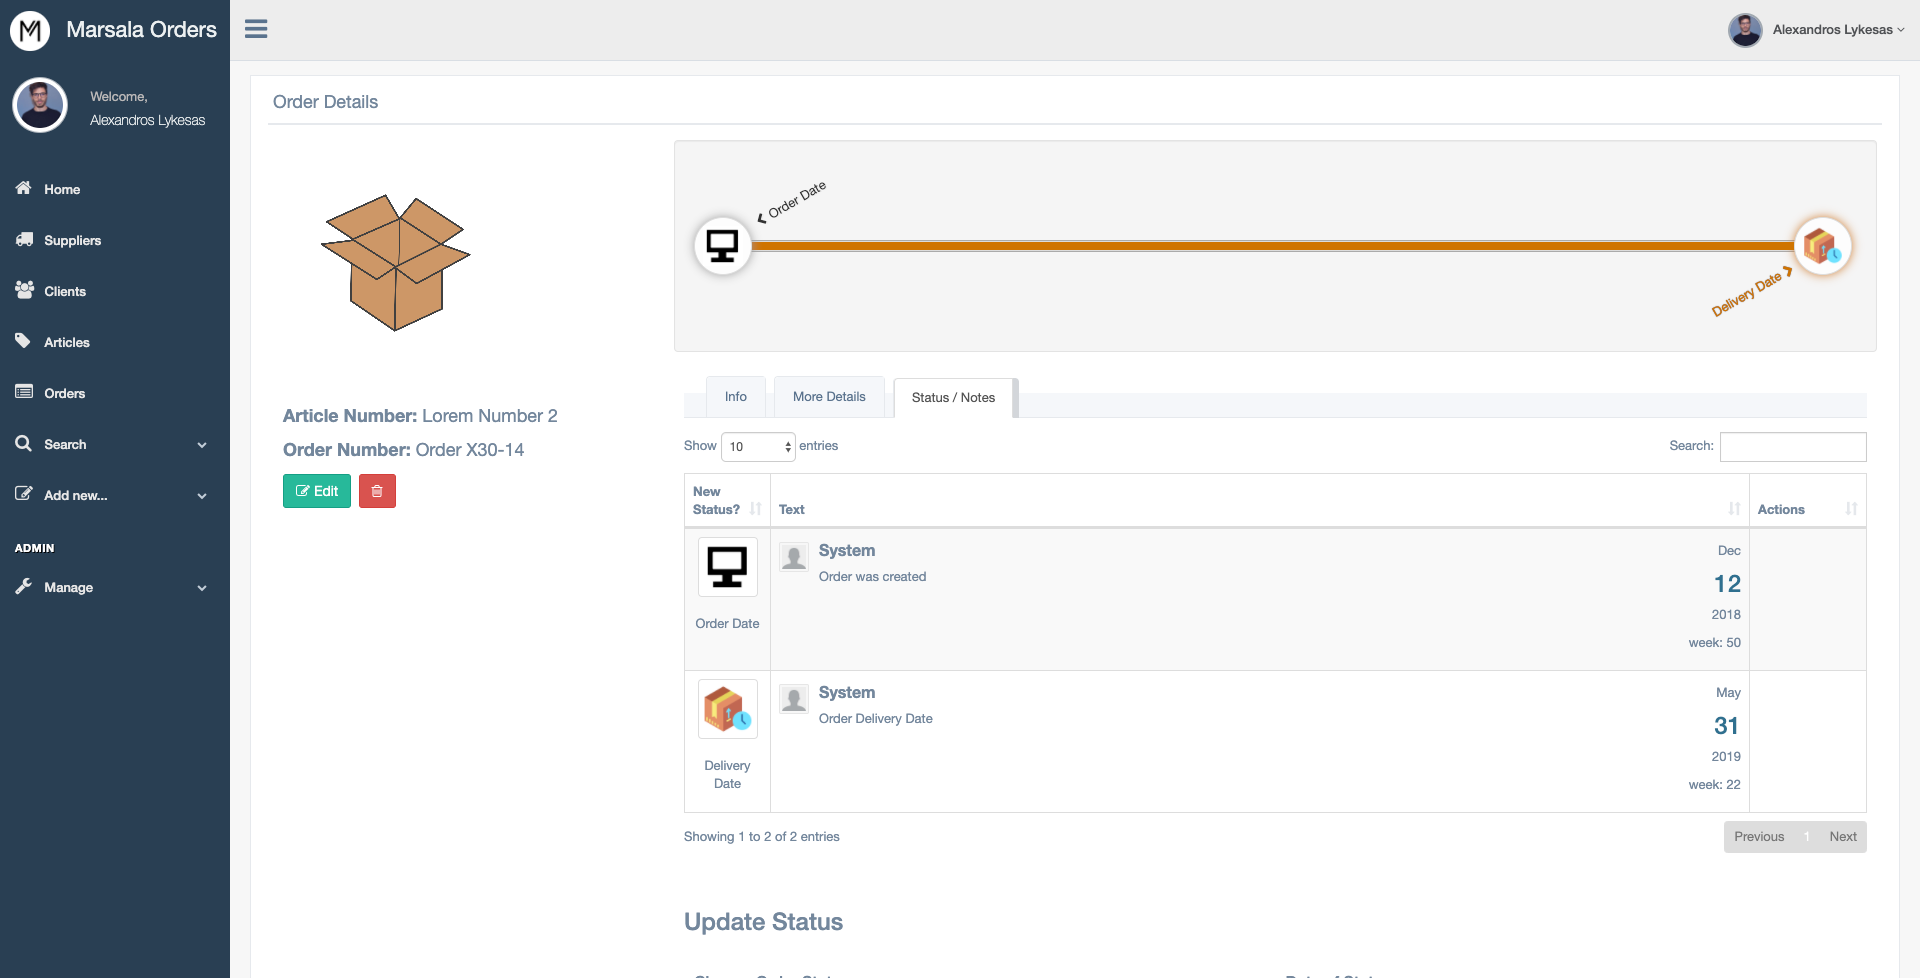 Marsala Orders
Alexandros Lykesas
Welcome,
Alexandros Lykesas
Home
Suppliers
Clients
Articles
Orders
Search
Add new...
ADMIN
Manage
Order Details
Order Date
Delivery Date
Article Number: Lorem Number 2
Order Number: Order X30-14
Edit
Info
More Details
Status / Notes
Show 10 entries
Search:
New Status?
Text
Actions
Order Date
System
Order was created
Dec
12
2018
week: 50
Delivery
Date
System
Order Delivery Date
May
31
2019
week: 22
Showing 1 to 2 of 2 entries
Previous 1 Next
Update Status